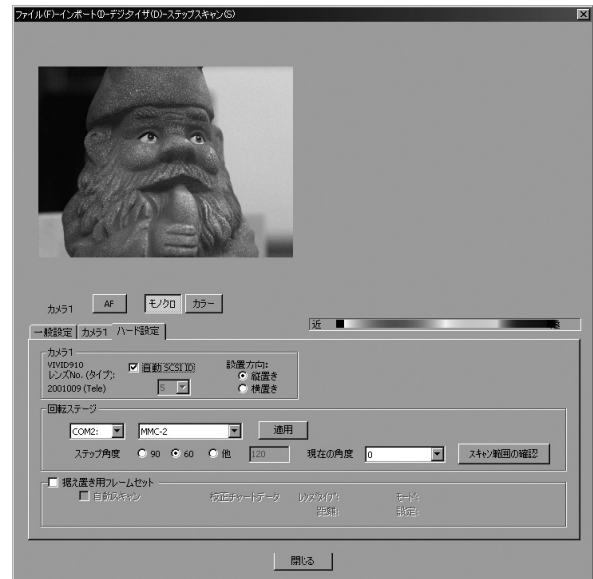 ファイル(F)-インポート(I)-デジタイザ(D)-ステップスキャン(S)
カメラ1 AF モノクロ カラー
近 遠
一般設定 カメラ1 ハード設定
カメラ1
VIVID910
レンズNo. (タイプ):
2001009 (Tele)
自動 SCSI ID
5
設置方向:
縦置き
横置き
回転ステージ
COM2: MMC-2 適用
ステップ角度 90 60 他 120 現在の角度 0 スキャン範囲の確認
据え置き用フレームセット
自動スキャン 校正チャートデータ レンズタイプ: モード:
距離: 設定:
閉じる